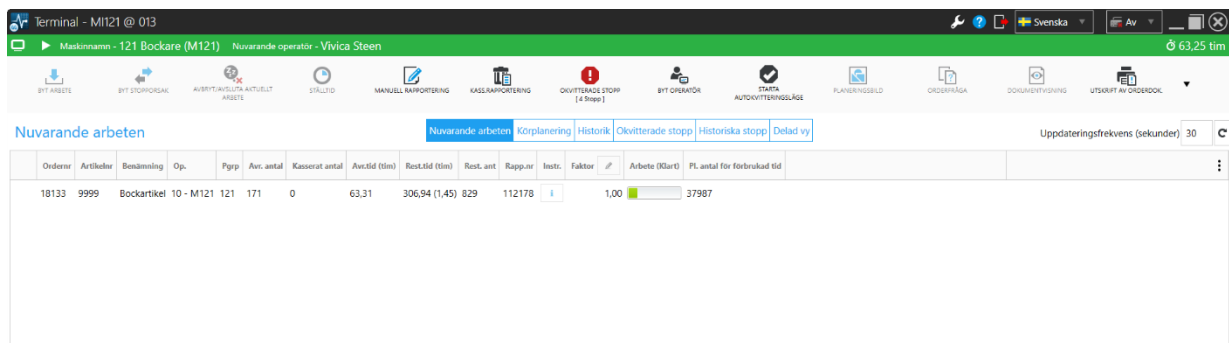 Terminal - MI121 @ 013 Svenska Av
Maskinnamn - 121 Bockare (M121) Nuvarande operatör - Vivica Steen 63,25 tim
BYT ARBETE
BYT STOPPORSAK
AVBRYT/AVSLUTA AKTUELLT
ARBETE
STÄLLTID
MANUELL RAPPORTERING
KASS.RAPPORTERING
OKVITTERADE STOPP
[ 4 Stopp ]
BYT OPERATÖR
STARTA
AUTOKVITTERINGSLÄGE
PLANERINGSBILD
ORDERFRÅGA
DOKUMENTVISNING
UTSKRIFT AV ORDERDOK.
Nuvarande arbeten Nuvarande arbeten Körplanering Historik Okvitterade stopp Historiska stopp Delad vy Uppdateringsfrekvens (sekunder) 30
Ordernr Artikelnr Benämning Op. Pgrp Avr. antal Kasserat antal Avr.tid (tim) Rest.tid (tim) Rest. ant Rapp.nr Instr. Faktor Arbete (Klart) Pl. antal för förbrukad tid
18133 9999 Bockartikel 10 - M121 121 171 0 63,31 306,94 (1,45) 829 112178 i 1,00 37987